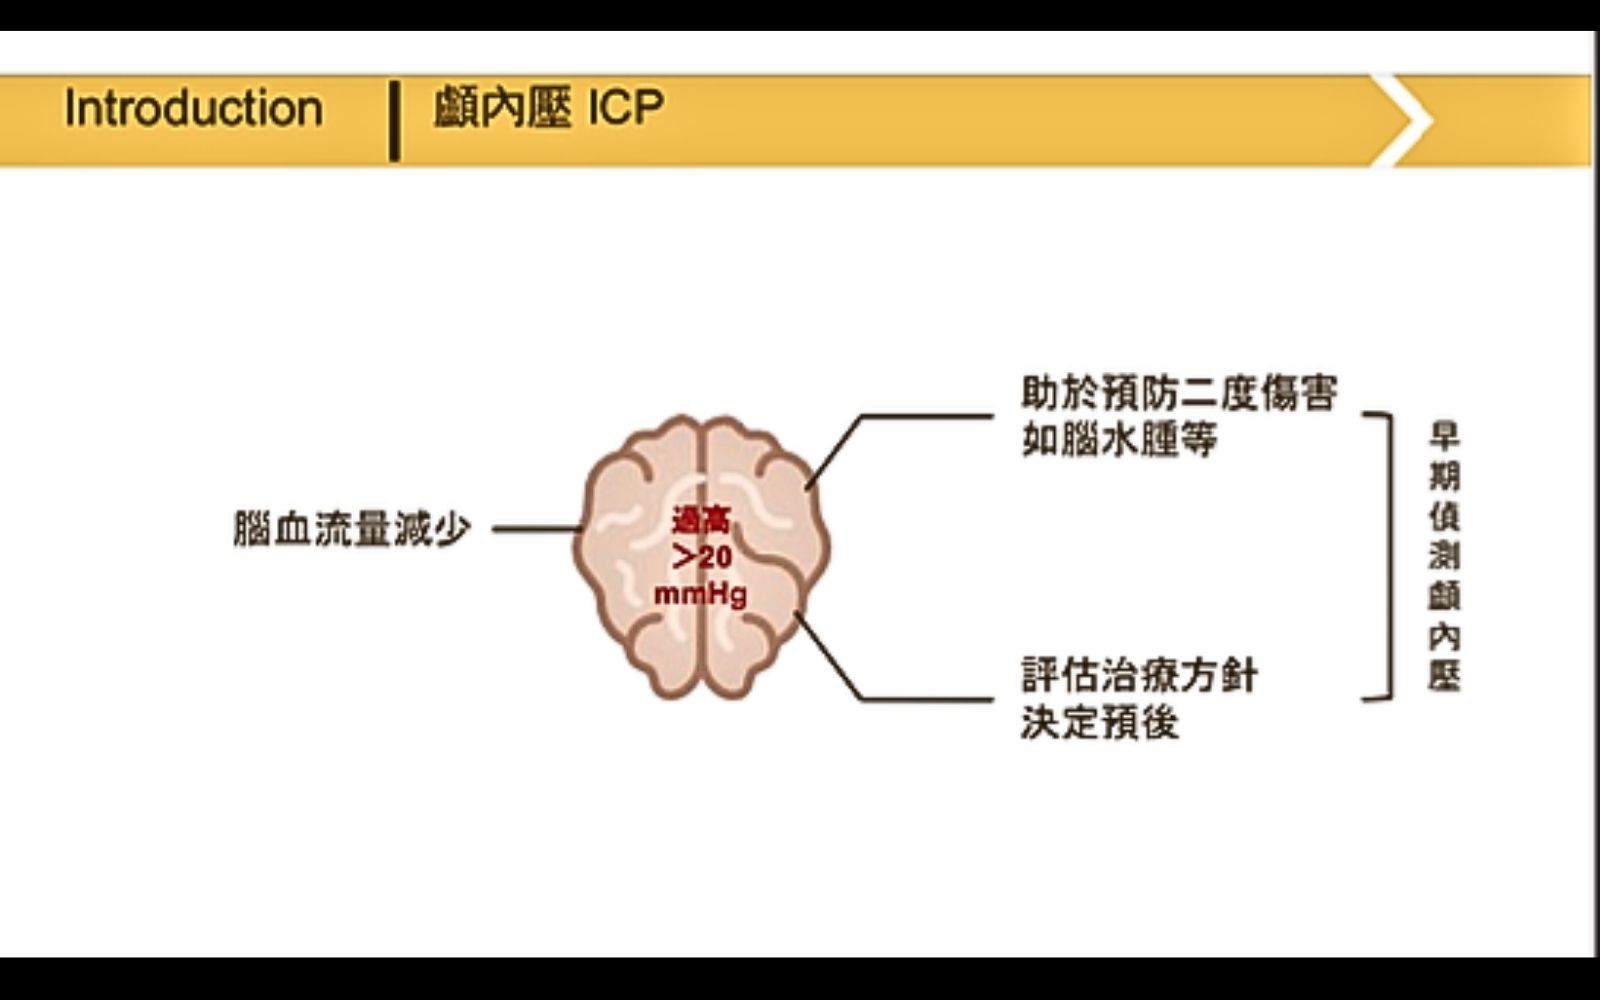 Introduction
顱內壓 ICP
腦血流量減少
過高
>20
mmHg
助於預防二度傷害
如腦水腫等
評估治療方針
決定預後
早期偵測顱內壓